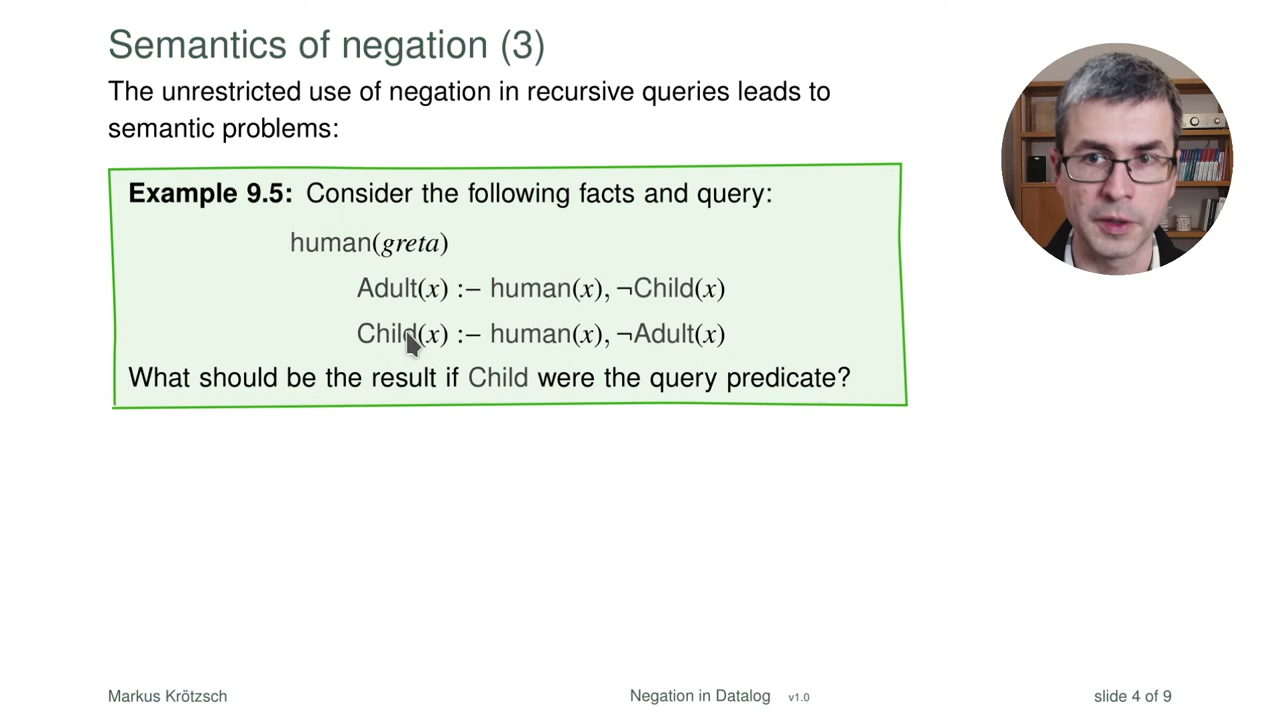 Semantics of negation (3)
The unrestricted use of negation in recursive queries leads to
semantic problems:
Example 9.5: Consider the following facts and query:
human(greta)
Adult(x) :– human(x), ¬Child(x)
Child(x) :– human(x), ¬Adult(x)
What should be the result if Child were the query predicate?
Markus Krötzsch
Negation in Datalog v1.0
slide 4 of 9